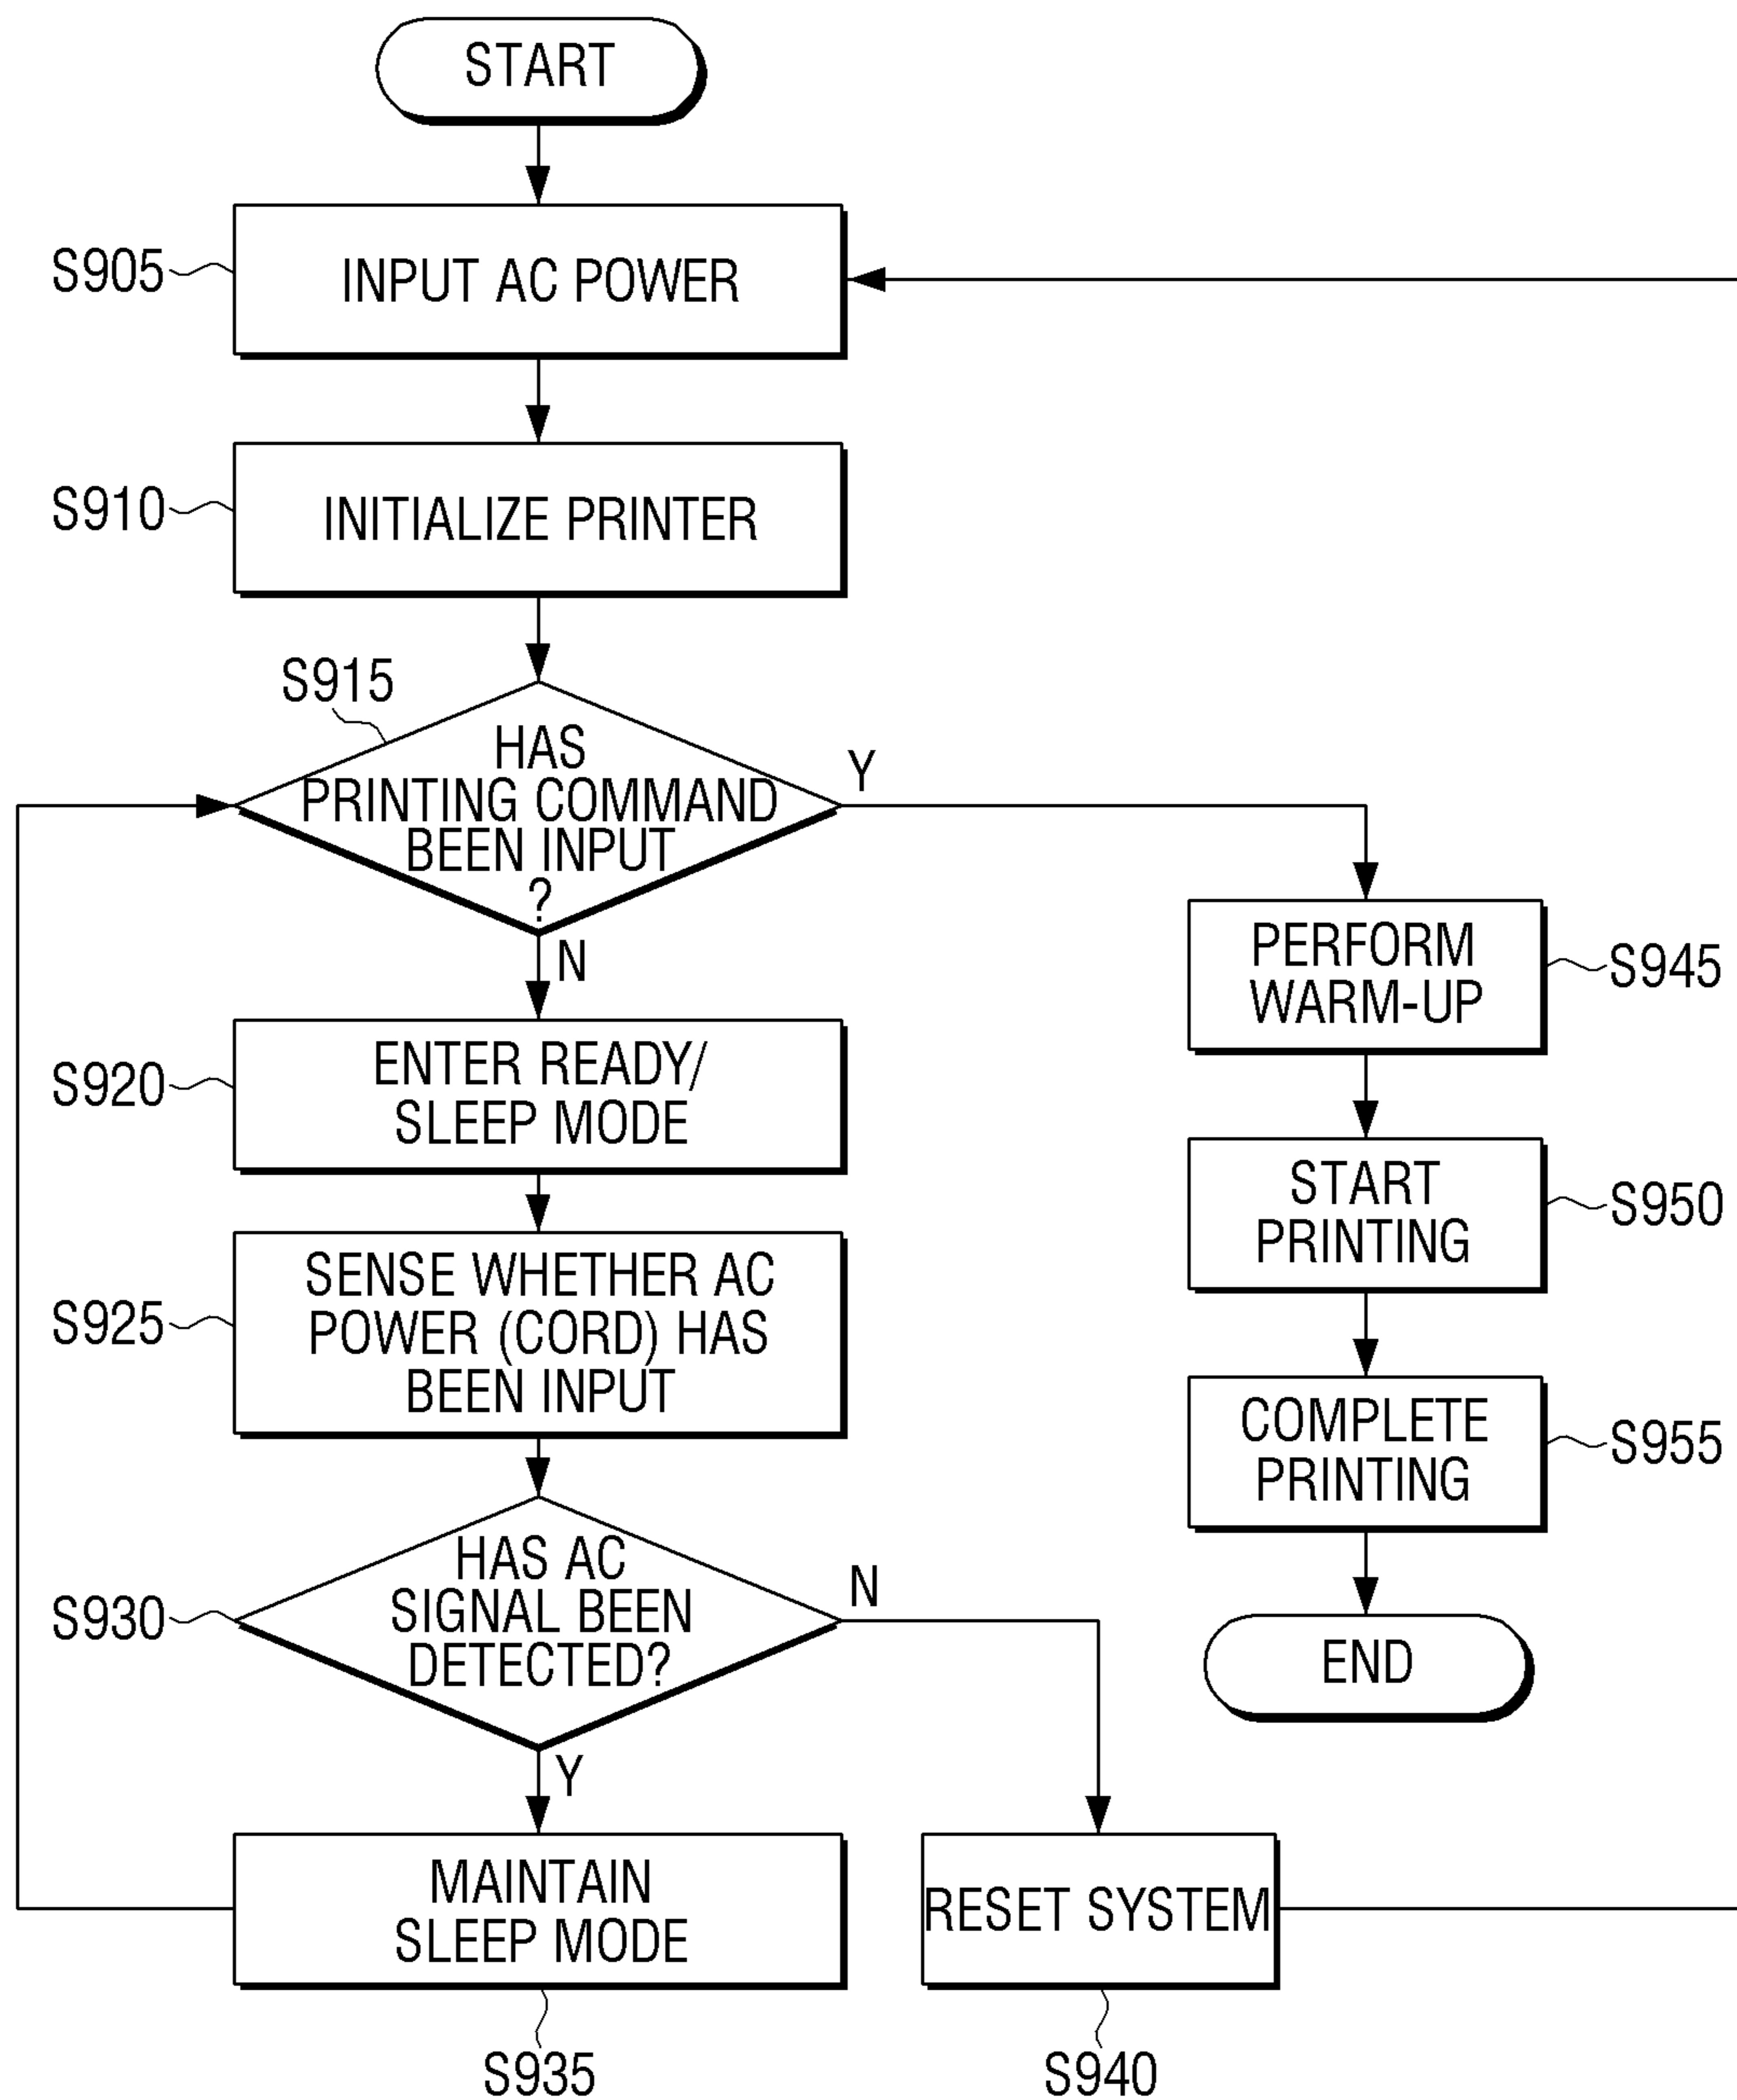 START
S905
INPUT AC POWER
S910
INITIALIZE PRINTER
S915
HAS
PRINTING COMMAND
BEEN INPUT
?
Y
N
S920
ENTER READY/
SLEEP MODE
S925
SENSE WHETHER AC
POWER (CORD) HAS
BEEN INPUT
S930
HAS AC
SIGNAL BEEN
DETECTED?
N
Y
MAINTAIN
SLEEP MODE
S935
RESET SYSTEM
S940
PERFORM
WARM-UP
S945
START
PRINTING
S950
COMPLETE
PRINTING
S955
END